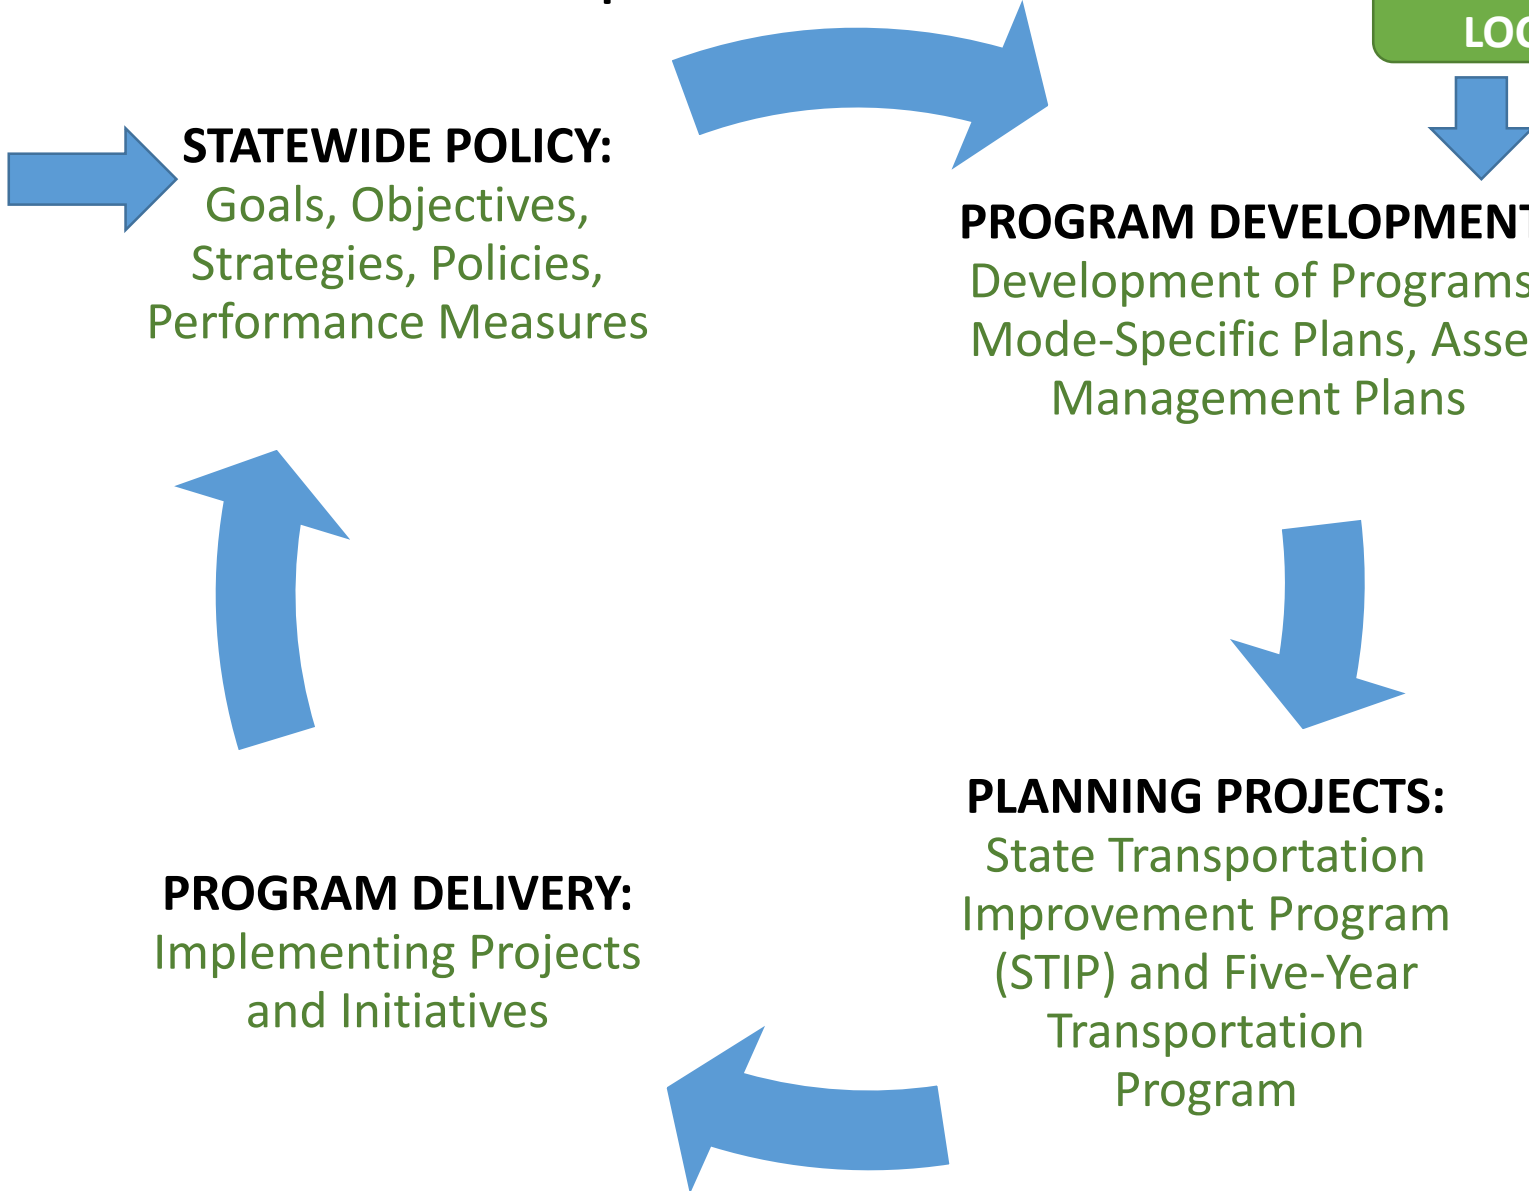 STATEWIDE POLICY:
Goals, Objectives,
Strategies, Policies,
Performance Measures
PROGRAM DEVELOPMENT
Development of Programs
Mode-Specific Plans,
Management Plans
PLANNING PROJECTS:
State Transportation
Improvement Program
(STIP) and Five-Year
Transportation
Program
PROGRAM DELIVERY:
Implementing Projects
and Initiatives